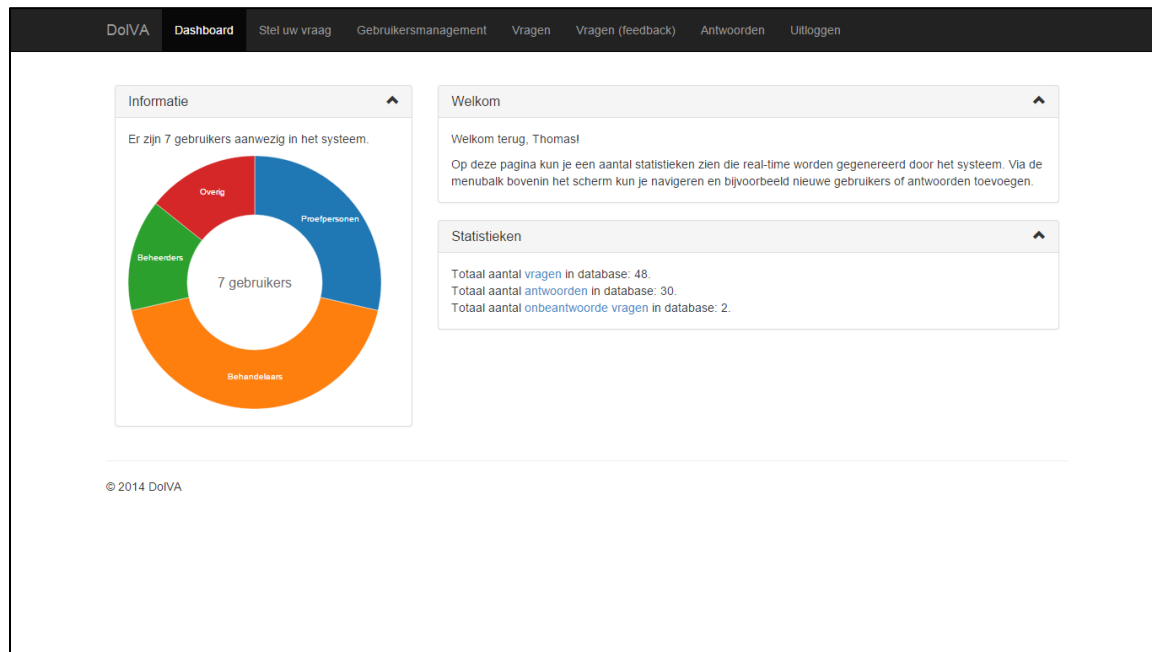 DoIVA Dashboard Stel uw vraag Gebruikersmanagement Vragen Vragen (feedback) Antwoorden Uitloggen
Informatie
Er zijn 7 gebruikers aanwezig in het systeem.
Overig
Proefpersonen
Beheerders
7 gebruikers
Behandelaars
Welkom
Welkom terug, Thomas!
Op deze pagina kun je een aantal statistieken zien die real-time worden gegenereerd door het systeem. Via de
menubalk bovenin het scherm kun je navigeren en bijvoorbeeld nieuwe gebruikers of antwoorden toevoegen.
Statistieken
Totaal aantal vragen in database: 48.
Totaal aantal antwoorden in database: 30.
Totaal aantal onbeantwoorde vragen in database: 2.
© 2014 DoIVA